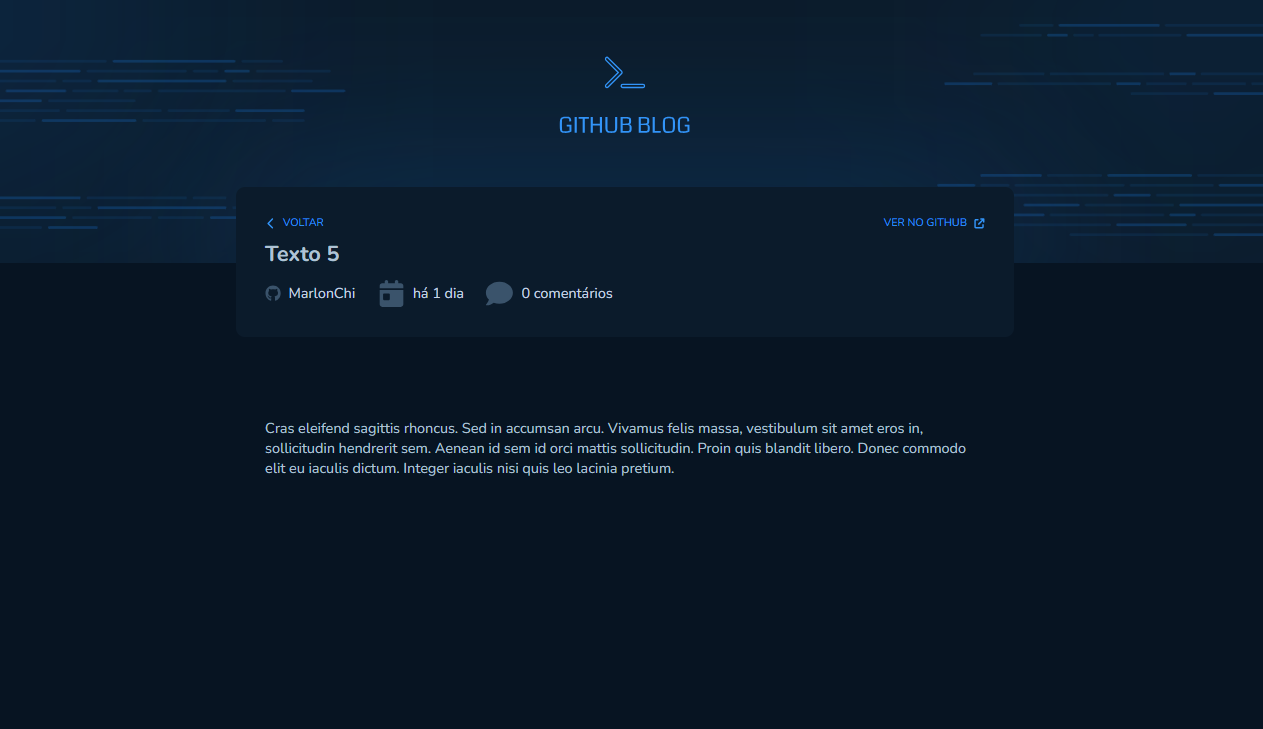 GITHUB BLOG
VOLTAR
VER NO GITHUB
Texto 5
MarlonChi
há 1 dia
0 comentários
Cras eleifend sagittis rhoncus. Sed in accumsan arcu. Vivamus felis massa, vestibulum sit amet eros in,
sollicitudin hendrerit sem. Aenean id sem id orci mattis sollicitudin. Proin quis blandit libero. Donec commodo
elit eu iaculis dictum. Integer iaculis nisi quis leo lacinia pretium.